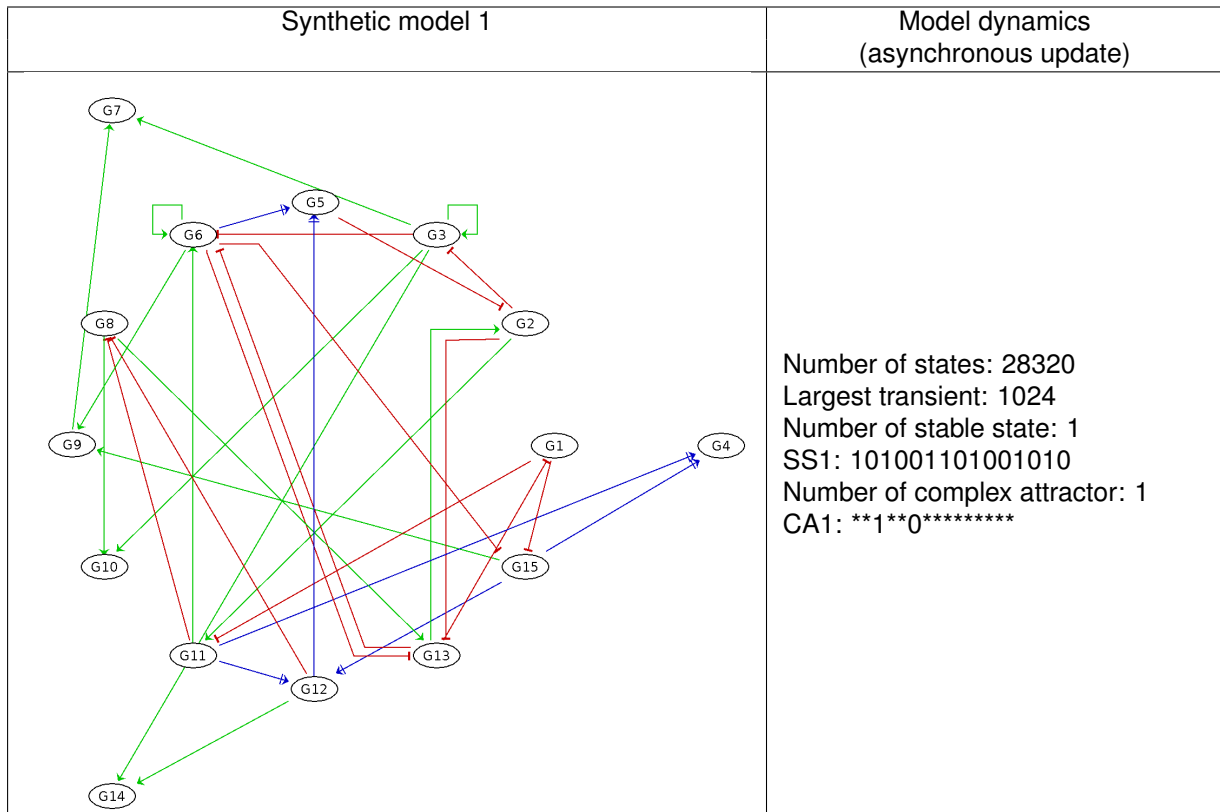 Synthetic model 1
Model dynamics
(asynchronous update)
G7
G5
G6
G3
G8
G2
G9
G1
G4
G10
G15
G11
G13
G12
G14
Number of states: 28320
Largest transient: 1024
Number of stable state: 1
SS1: 101001101001010
Number of complex attractor: 1
CA1: **1**0*********